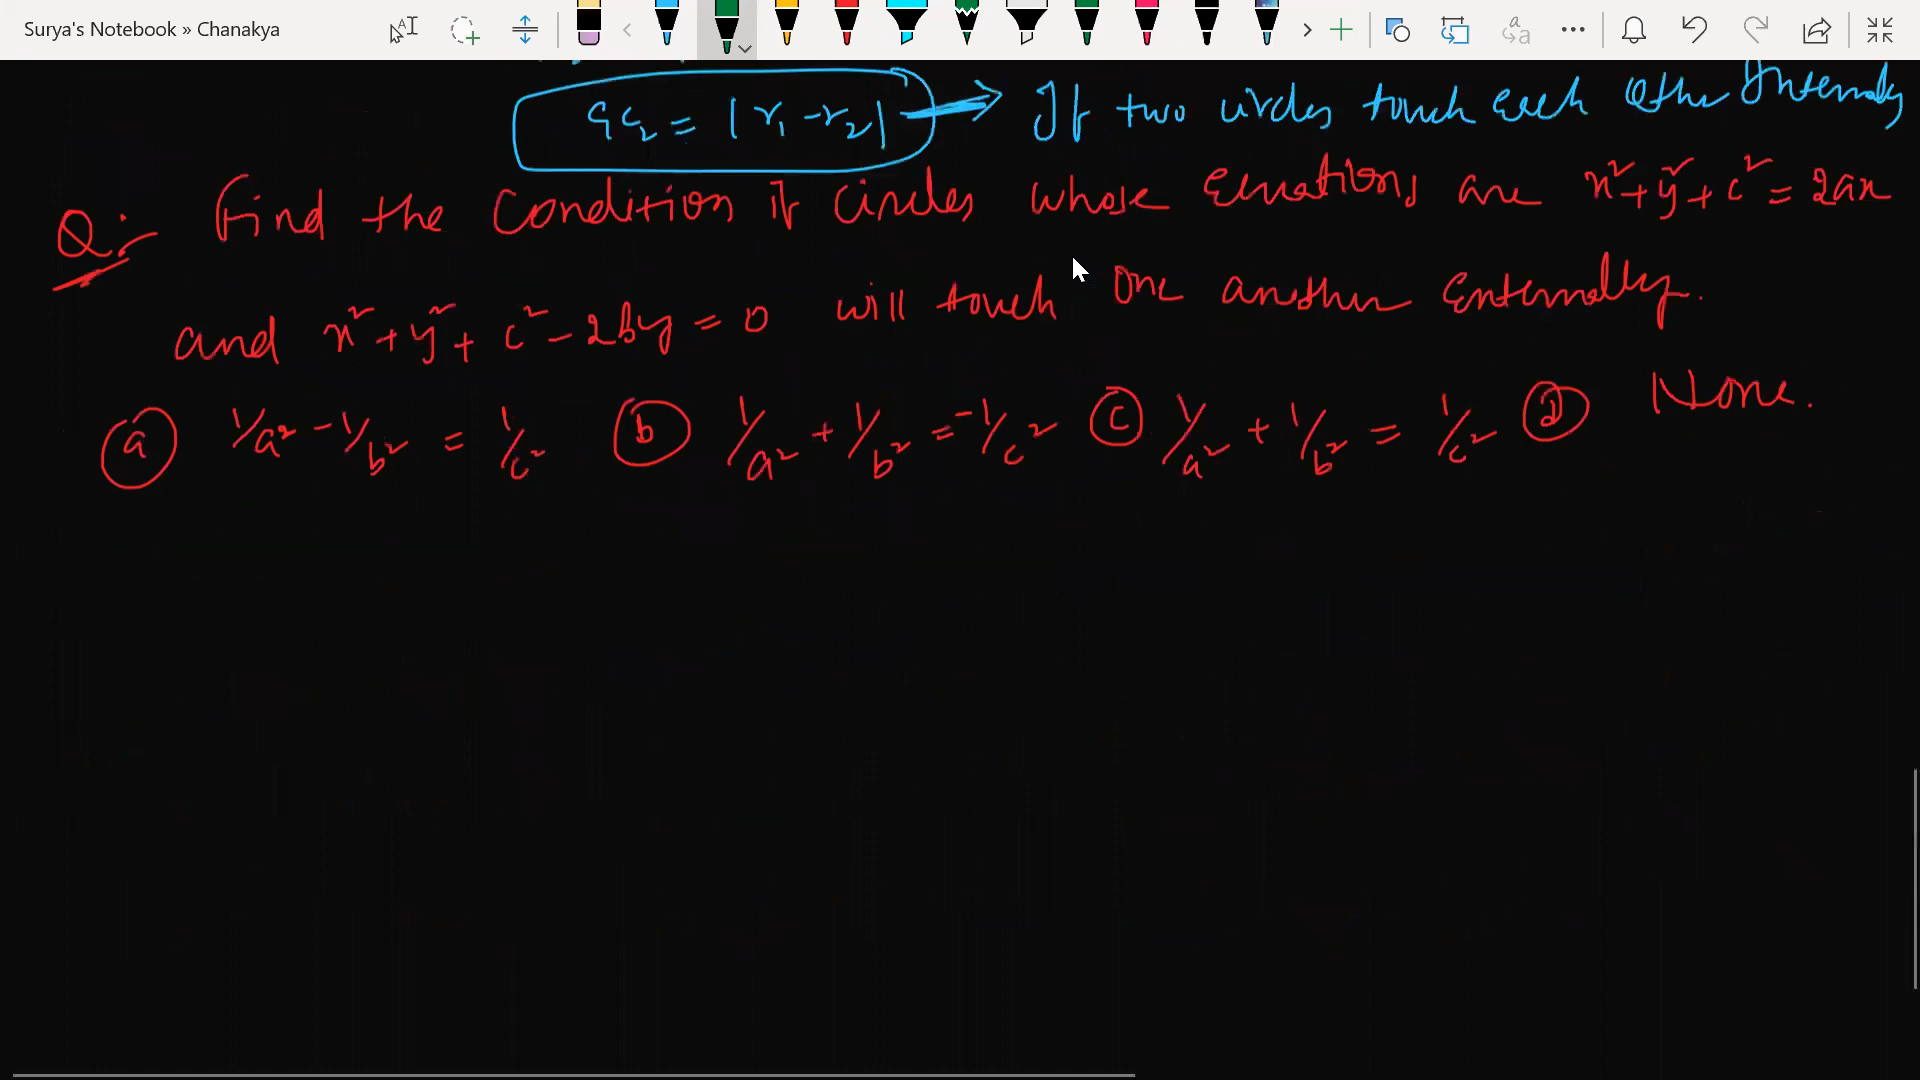 Surya's Notebook » Chanakya
C₁C₂ = |r₁ - r₂| → If two circles touch each other Internally
Q:- Find the Condition if circles whose Equations are x² + y² + c² = 2ax
and x² + y² + c² - 2by = 0 will touch one another Externally.
(a) 1/a² - 1/b² = 1/c² (b) 1/a² + 1/b² = -1/c² (c) 1/a² + 1/b² = 1/c² (d) None.